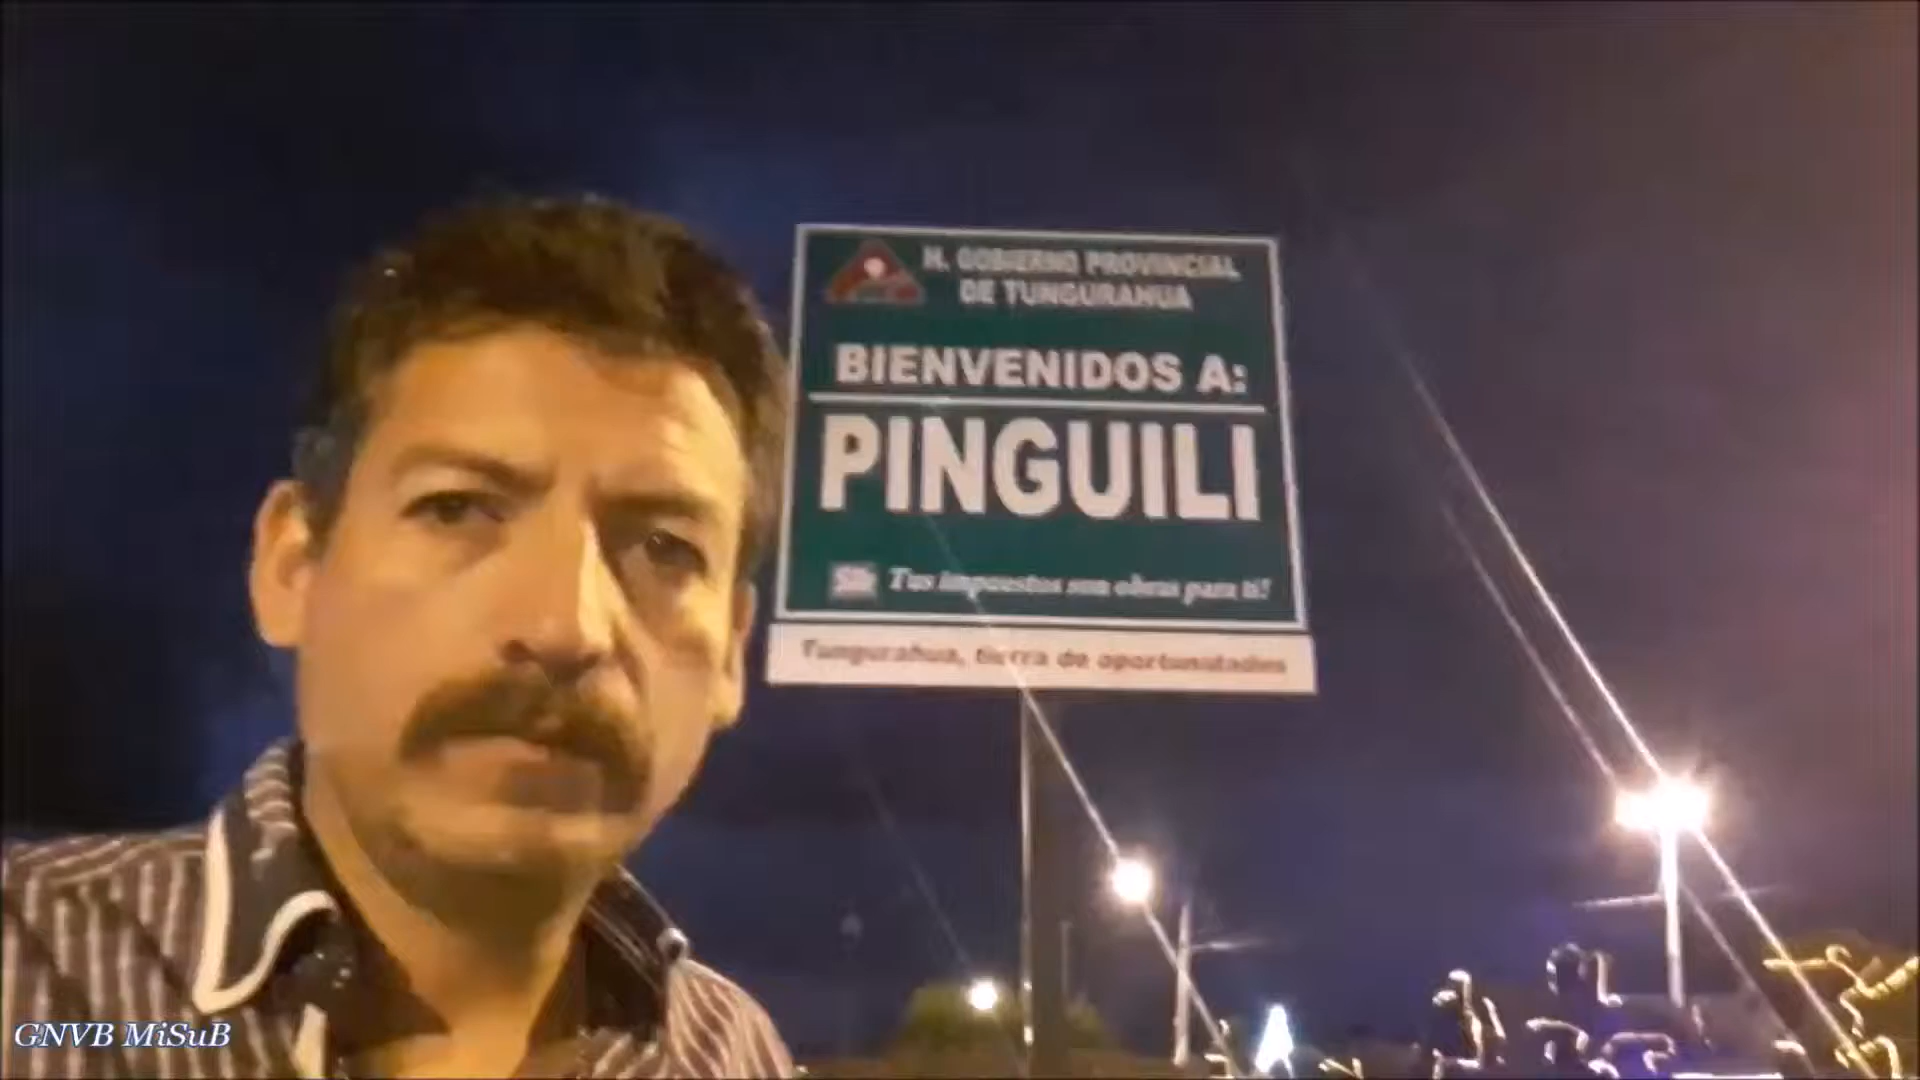 H. GOBIERNO PROVINCIAL
DE TUNGURAHUA
BIENVENIDOS A:
PINGUILI
Tus impuestos son obras para ti!
Tungurahua, tierra de oportunidades
GNVB MiSuB